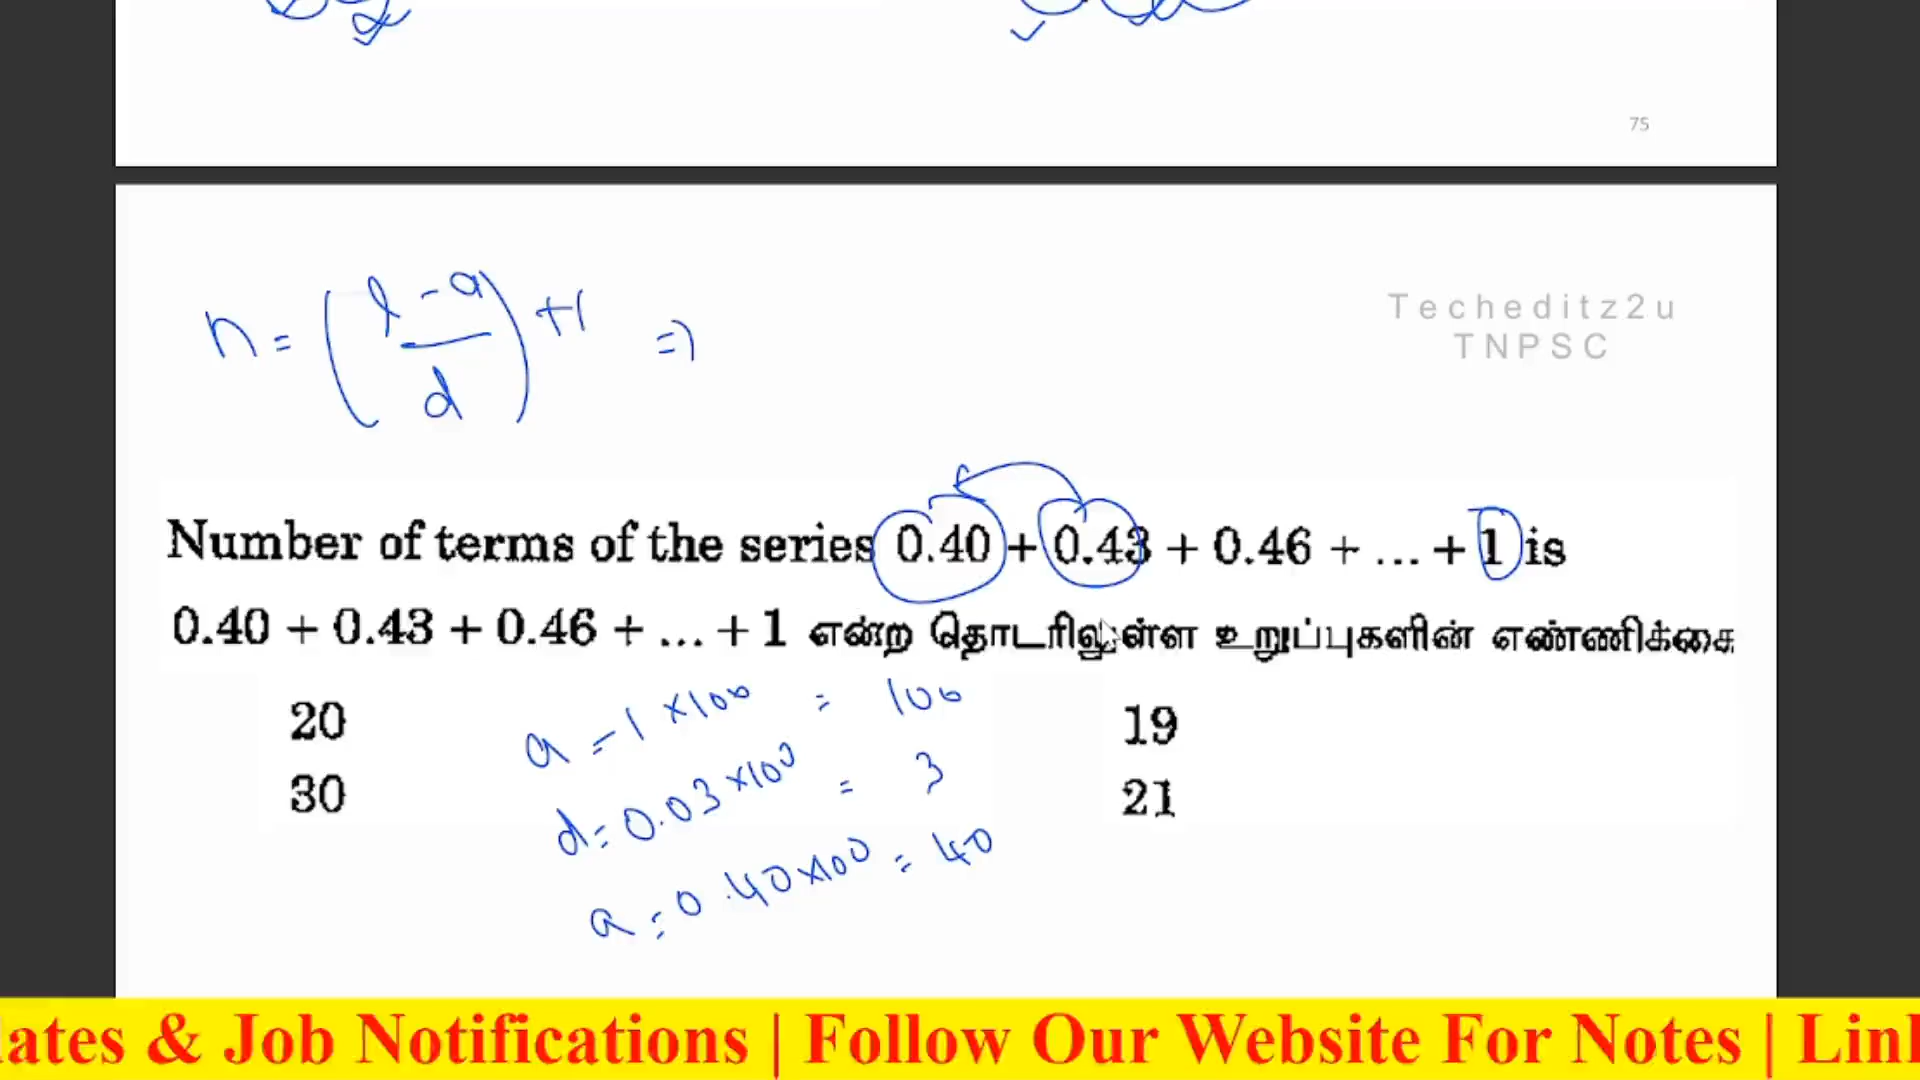 75
n = (l - a / d) + 1 =>
Techeditz2u
TNPSC
Number of terms of the series 0.40 + 0.43 + 0.46 + ... + 1 is
0.40 + 0.43 + 0.46 + ... + 1 என்ற தொடரிலுள்ள உறுப்புகளின் எண்ணிக்கை
20
19
30
21
a = 1 × 100 = 100
d = 0.03 × 100 = 3
a = 0.40 × 100 = 40
ates & Job Notifications | Follow Our Website For Notes | Lin